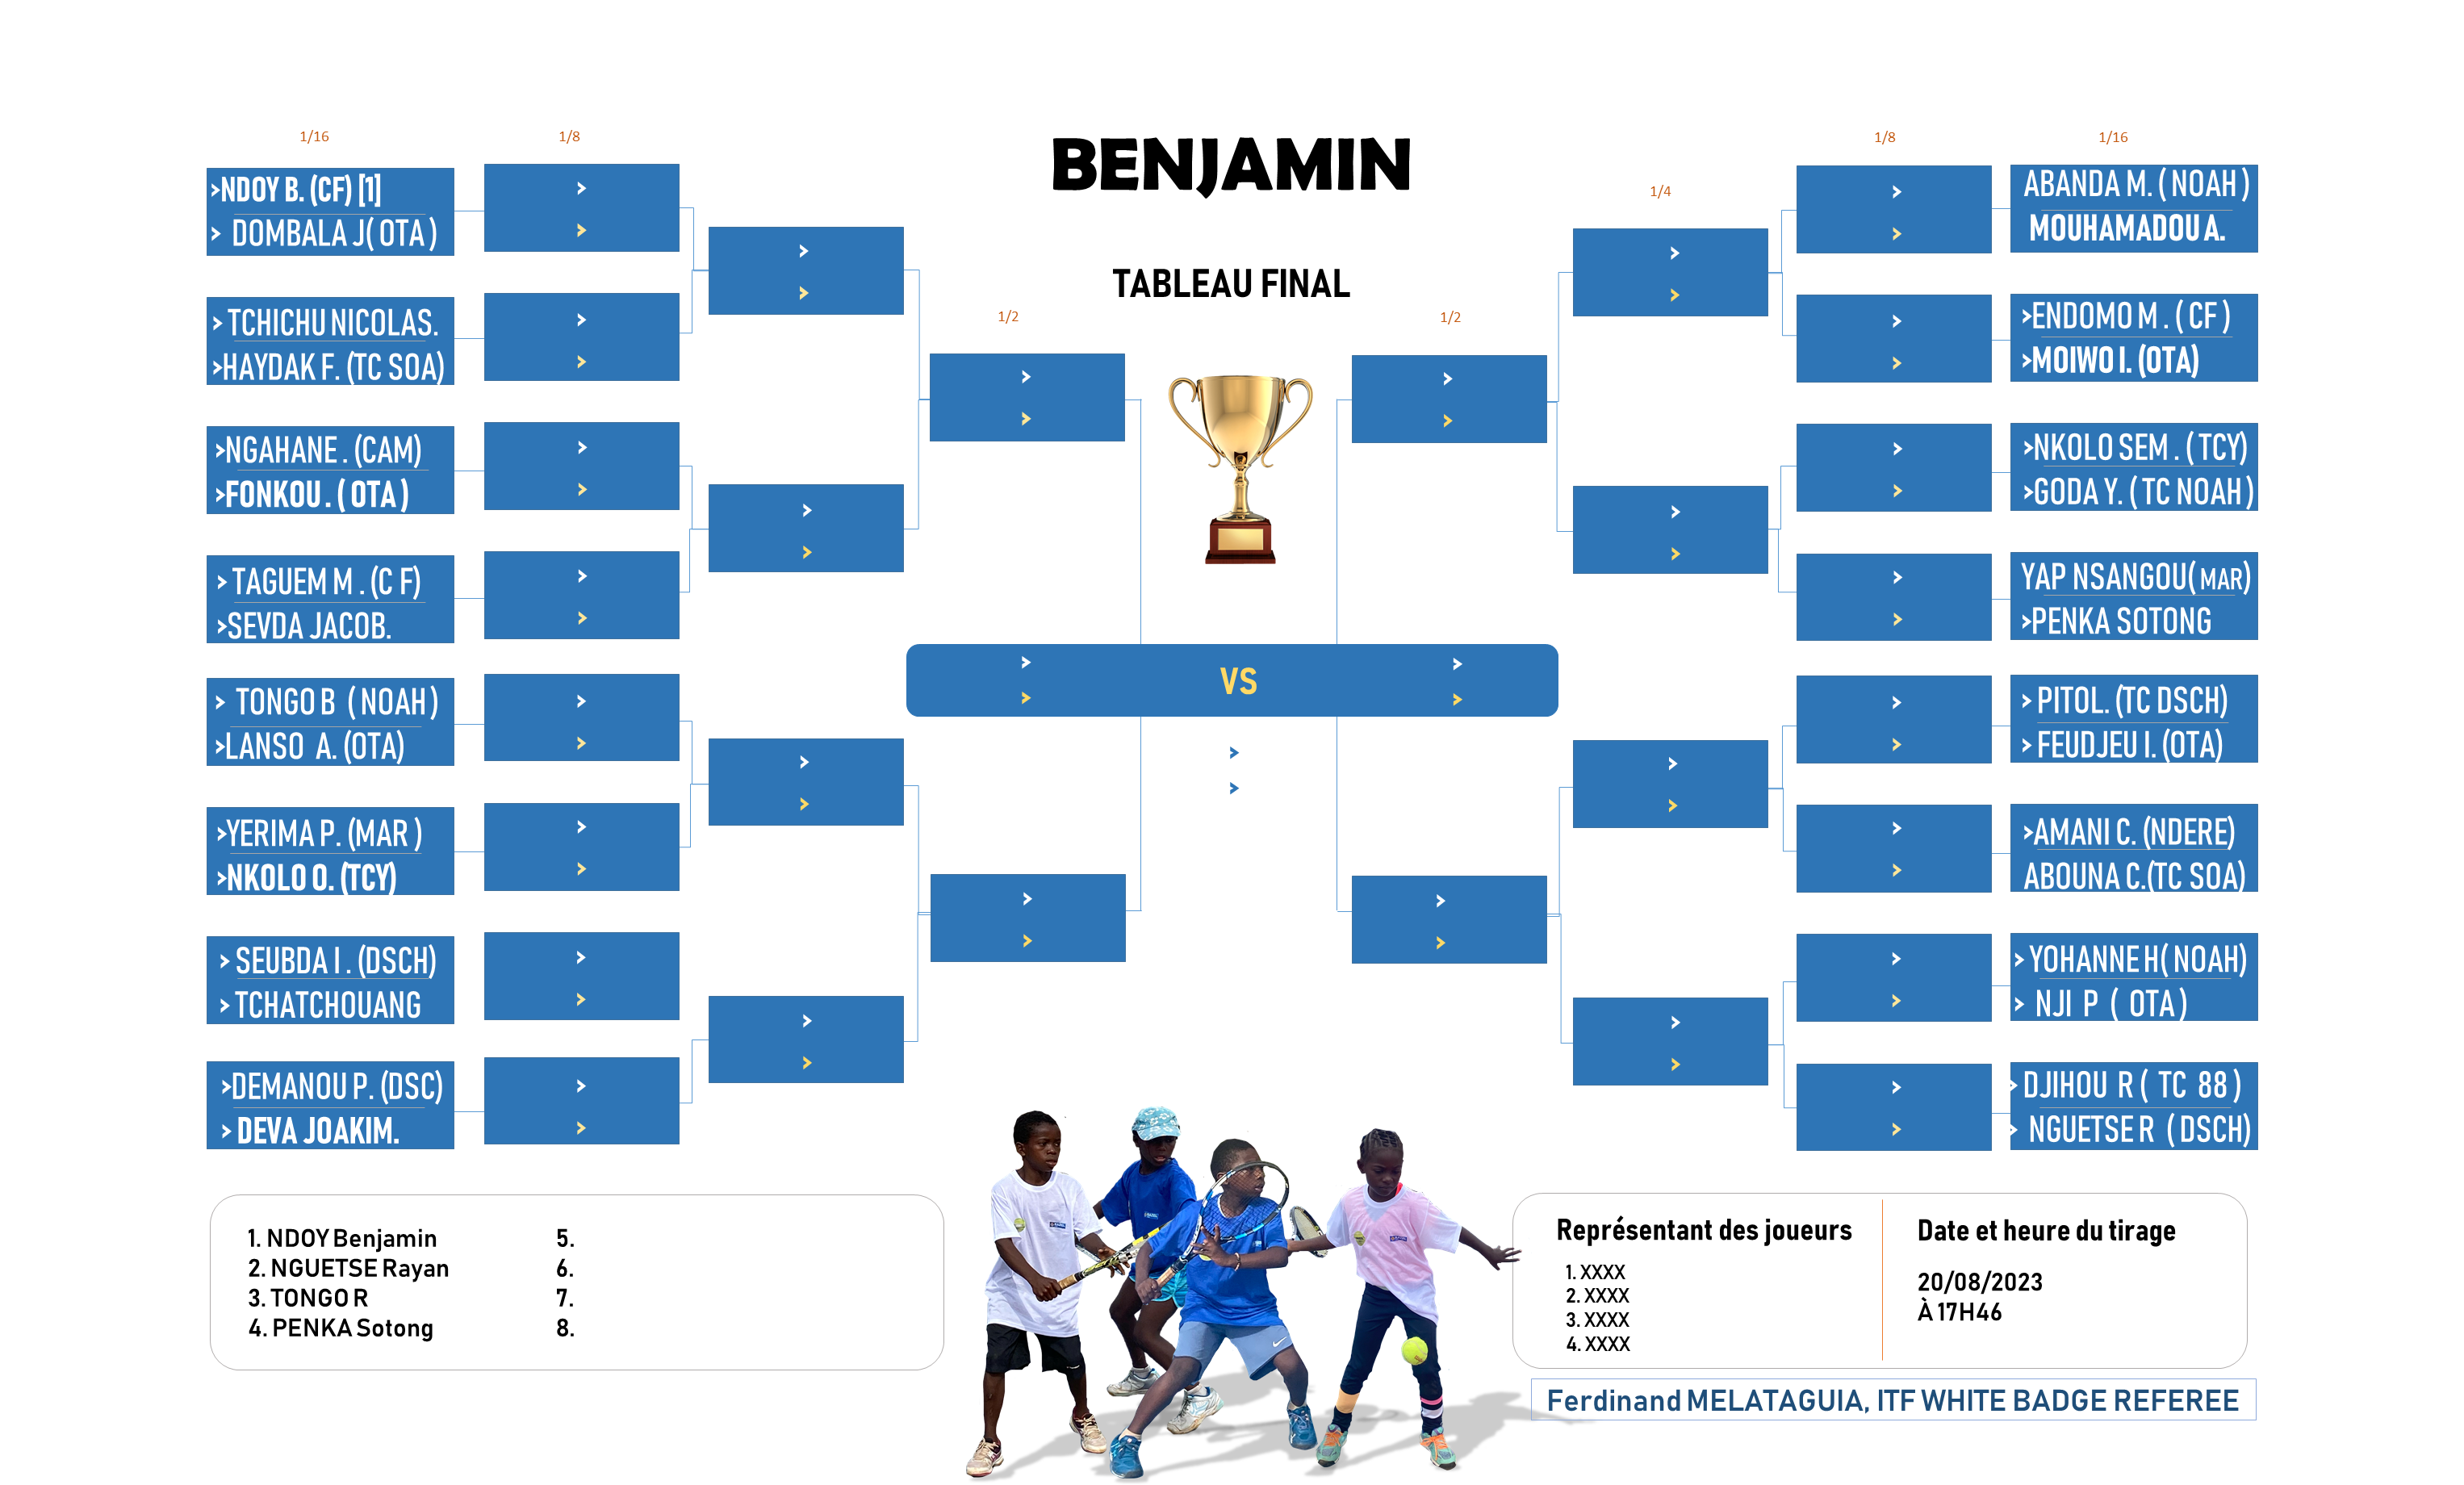 BENJAMIN
TABLEAU FINAL
1/16
1/8
1/2
1/2
1/4
1/8
1/16
>NDOY B. (CF) [1]
> DOMBALA J( OTA )
> TCHICHU NICOLAS.
>HAYDAK F. (TC SOA)
>NGAHANE . (CAM)
>FONKOU . ( OTA )
> TAGUEM M . (C F)
>SEVDA JACOB.
> TONGO B ( NOAH )
>LANSO A. (OTA)
>YERIMA P. (MAR )
>NKOLO O. (TCY)
> SEUBDA I . (DSCH)
> TCHATCHOUANG
>DEMANOU P. (DSC)
> DEVA JOAKIM.
VS
ABANDA M. ( NOAH )
MOUHAMADOU A.
>ENDOMO M . ( CF )
>MOIWO I. (OTA)
>NKOLO SEM . ( TCY)
>GODA Y. ( TC NOAH )
YAP NSANGOU( MAR)
>PENKA SOTONG
> PITOL. (TC DSCH)
> FEUDJEU I. (OTA)
>AMANI C. (NDERE)
ABOUNA C.(TC SOA)
> YOHANNE H( NOAH)
> NJI P ( OTA )
> DJIHOU R ( TC 88 )
> NGUETSE R ( DSCH)
1. NDOY Benjamin
2. NGUETSE Rayan
3. TONGO R
4. PENKA Sotong
5.
6.
7.
8.
Représentant des joueurs
1. XXXX
2. XXXX
3. XXXX
4. XXXX
Date et heure du tirage
20/08/2023
À 17H46
Ferdinand MELATAGUIA, ITF WHITE BADGE REFEREE